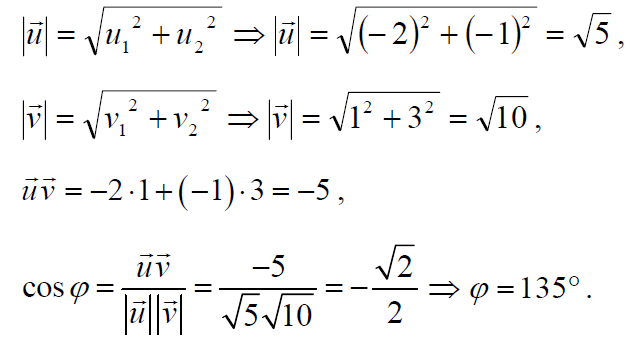 |u⃗| = √(u₁² + u₂²) ⇒ |u⃗| = √((−2)² + (−1)²) = √5 ,
|v⃗| = √(v₁² + v₂²) ⇒ |v⃗| = √(1² + 3²) = √10 ,
u⃗v⃗ = −2·1+(−1)·3 = −5 ,
cos φ = u⃗v⃗ / |u⃗||v⃗| = −5 / √5√10 = −√2 / 2 ⇒ φ = 135° .